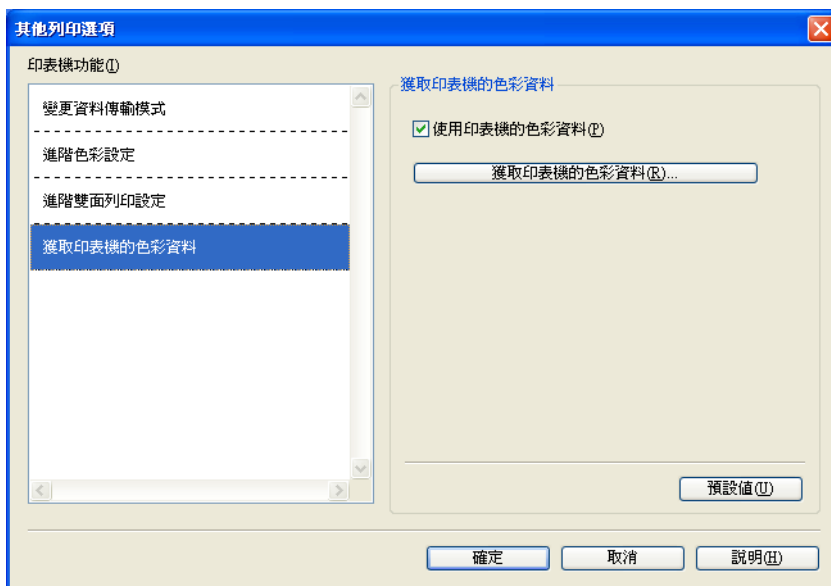 其他列印選項
印表機功能(I)
變更資料傳輸模式
進階色彩設定
進階雙面列印設定
獲取印表機的色彩資料
獲取印表機的色彩資料
使用印表機的色彩資料(P)
獲取印表機的色彩資料(R)...
預設值(U)
確定
取消
說明(H)